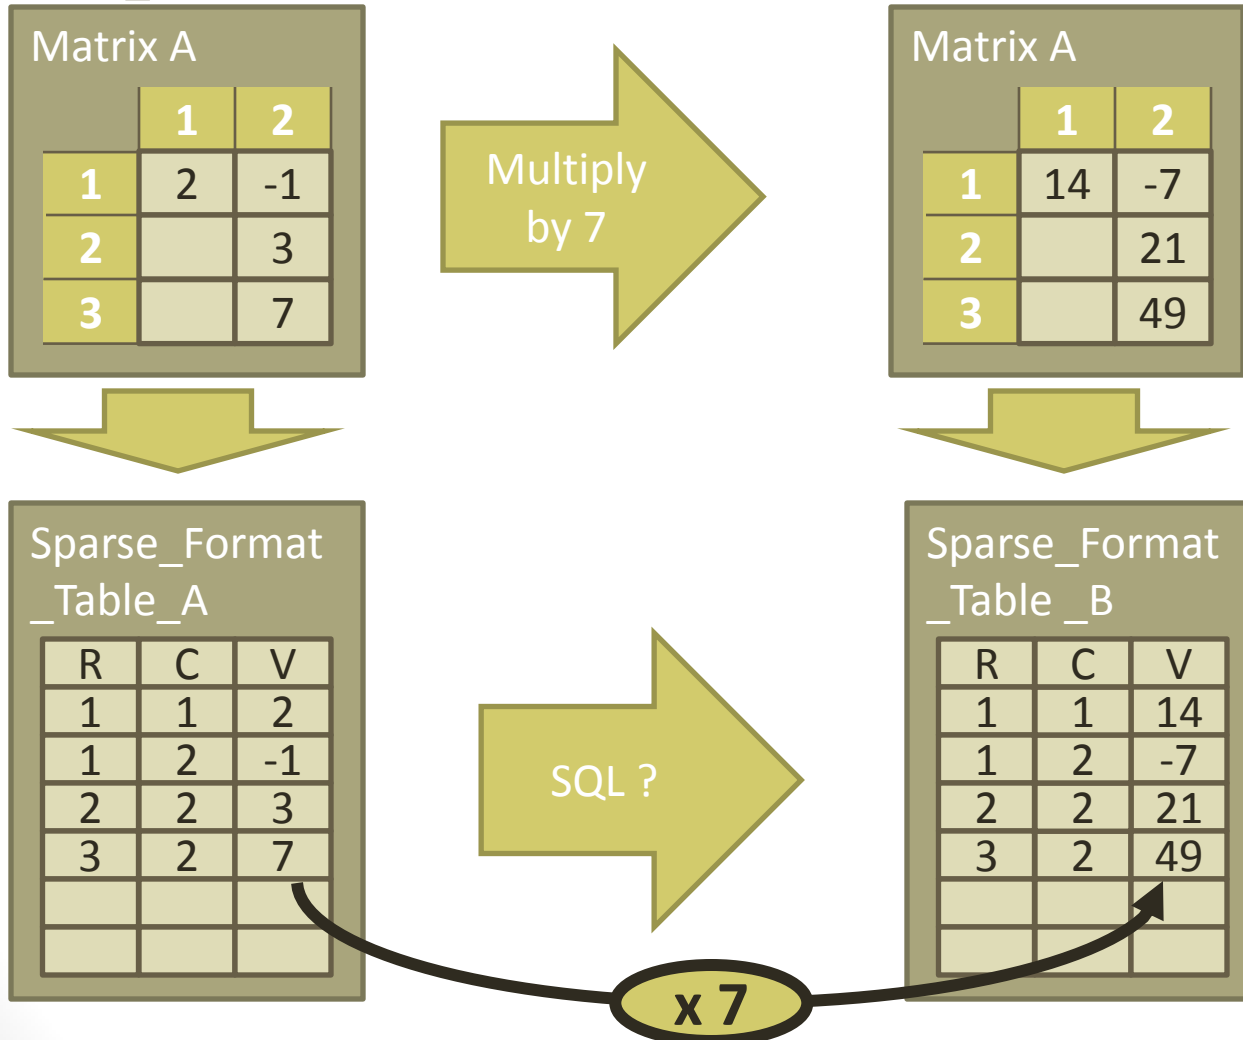 Matrix A
1 2
1 2 -1
2 3
3 7
Multiply
by 7
Matrix A
1 2
1 14 -7
2 21
3 49
Sparse_Format
_Table_A
R C V
1 1 2
1 2 -1
2 2 3
3 2 7
SQL ?
Sparse_Format
_Table _B
R C V
1 1 14
1 2 -7
2 2 21
3 2 49
x 7